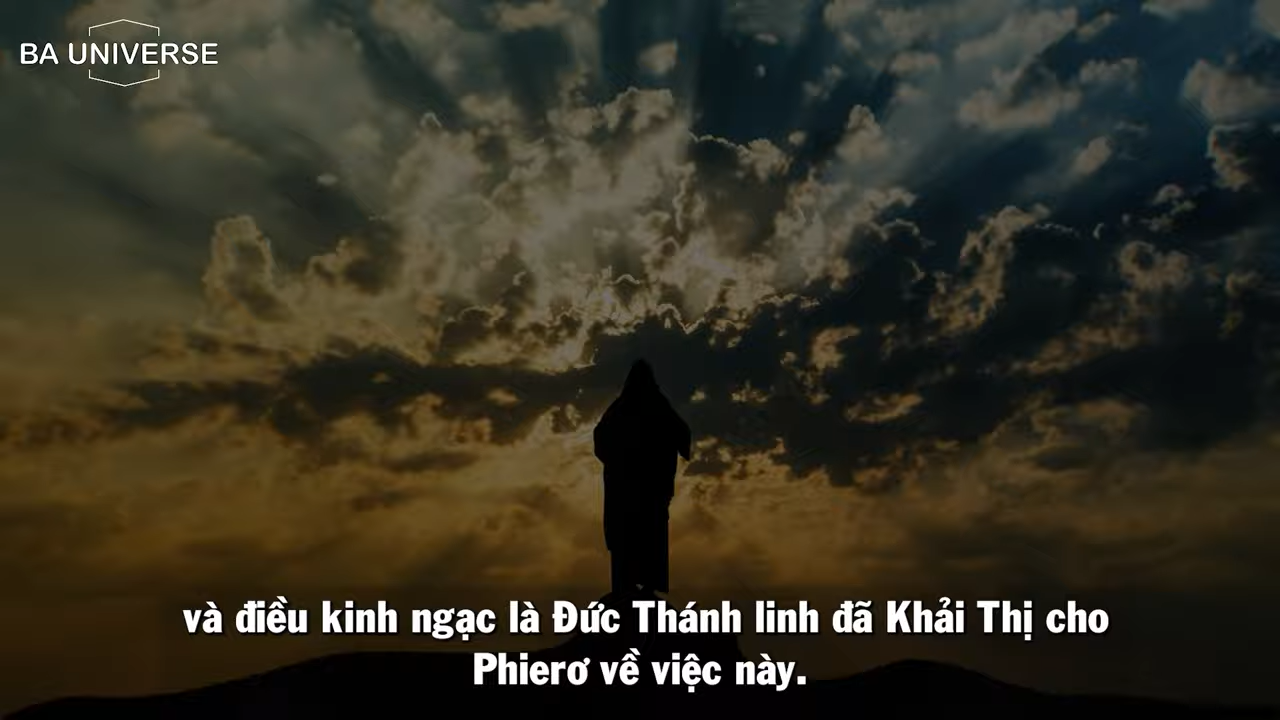 BA UNIVERSE
và điều kinh ngạc là Đức Thánh linh đã Khải Thị cho
Phierơ về việc này.